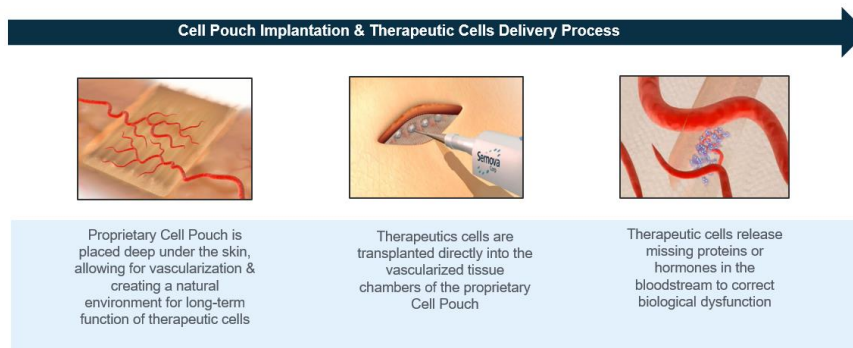 Cell Pouch Implantation & Therapeutic Cells Delivery Process
Sernova
Proprietary Cell Pouch is
placed deep under the skin,
allowing for vascularization &
creating a natural
environment for long-term
function of therapeutic cells
Therapeutics cells are
transplanted directly into the
vascularized tissue
chambers of the proprietary
Cell Pouch
Therapeutic cells release
missing proteins or
hormones in the
bloodstream to correct
biological dysfunction